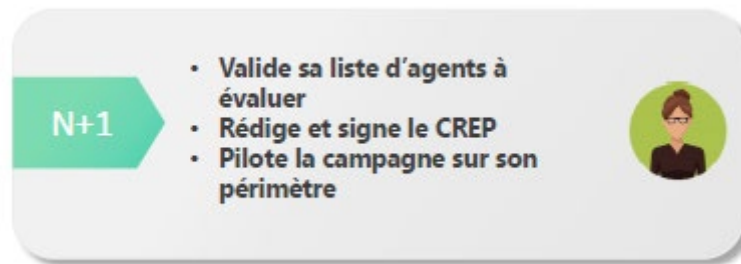 N+1
• Valide sa liste d'agents à
évaluer
• Rédige et signe le CREP
• Pilote la campagne sur son
périmètre